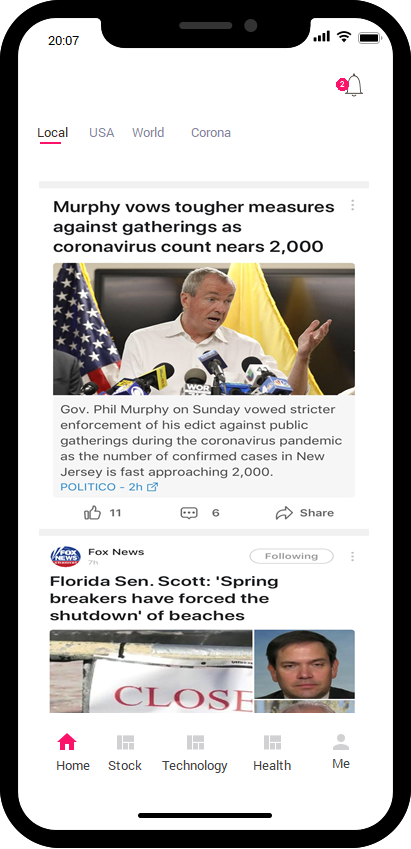 20:07
2
Local USA World Corona
Murphy vows tougher measures
against gatherings as
coronavirus count nears 2,000
WOR
Gov. Phil Murphy on Sunday vowed stricter
enforcement of his edict against public
gatherings during the coronavirus pandemic
as the number of confirmed cases in New
Jersey is fast approaching 2,000.
POLITICO - 2h
11 6 Share
FOX
NEWS
Fox News
7h
Following
Florida Sen. Scott: 'Spring
breakers have forced the
shutdown' of beaches
CLOSE
Home Stock Technology Health Me